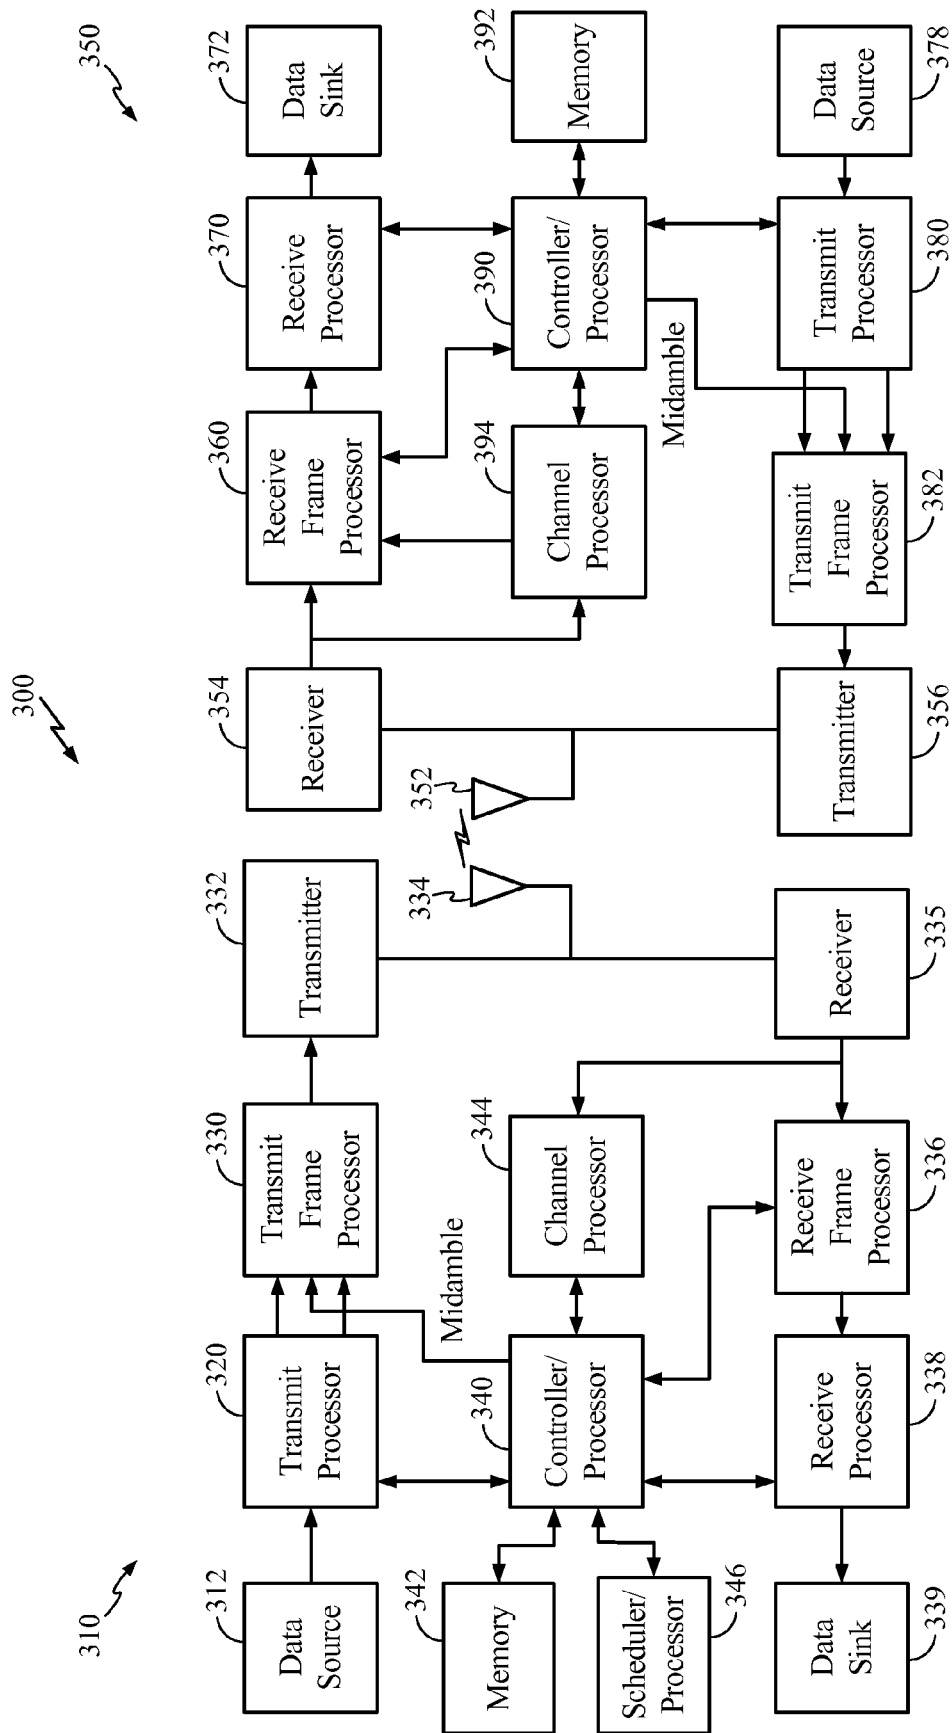 300
310
350
312
Data
Source
320
Transmit
Processor
330
Transmit
Frame
Processor
332
Transmitter
354
Receiver
360
Receive
Frame
Processor
370
Receive
Processor
372
Data
Sink
Midamble
334
352
342
Memory
340
Controller/
Processor
344
Channel
Processor
394
Channel
Processor
390
Controller/
Processor
392
Memory
346
Scheduler/
Processor
Midamble
339
Data
Sink
338
Receive
Processor
336
Receive
Frame
Processor
335
Receiver
356
Transmitter
382
Transmit
Frame
Processor
380
Transmit
Processor
378
Data
Source